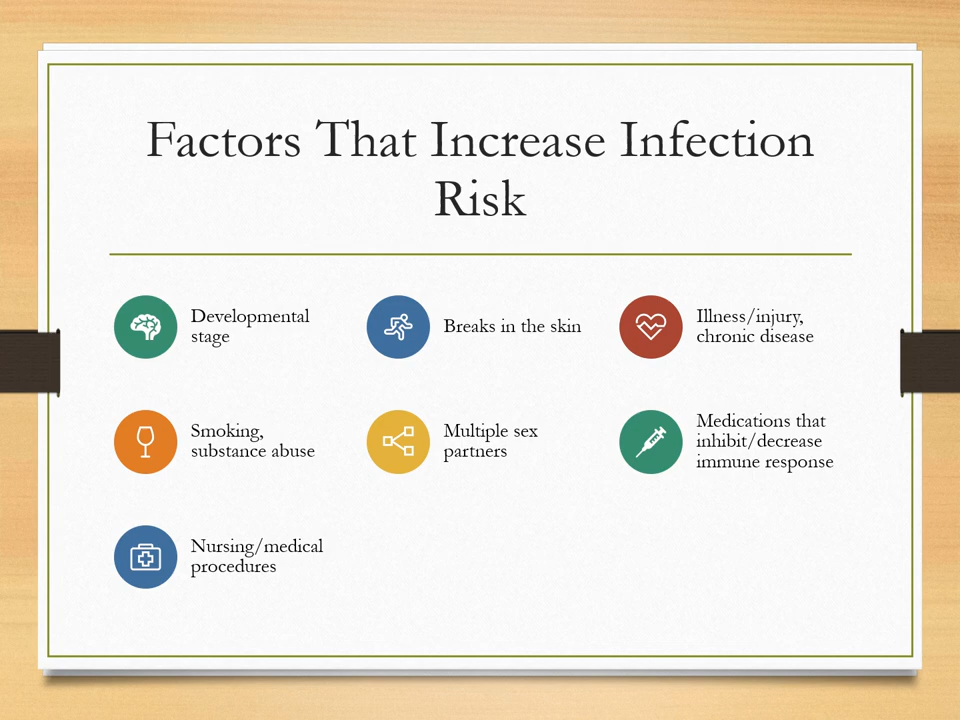 Factors That Increase Infection
Risk
Developmental
stage
Breaks in the skin
Illness/injury,
chronic disease
Smoking,
substance abuse
Multiple sex
partners
Medications that
inhibit/decrease
immune response
Nursing/medical
procedures